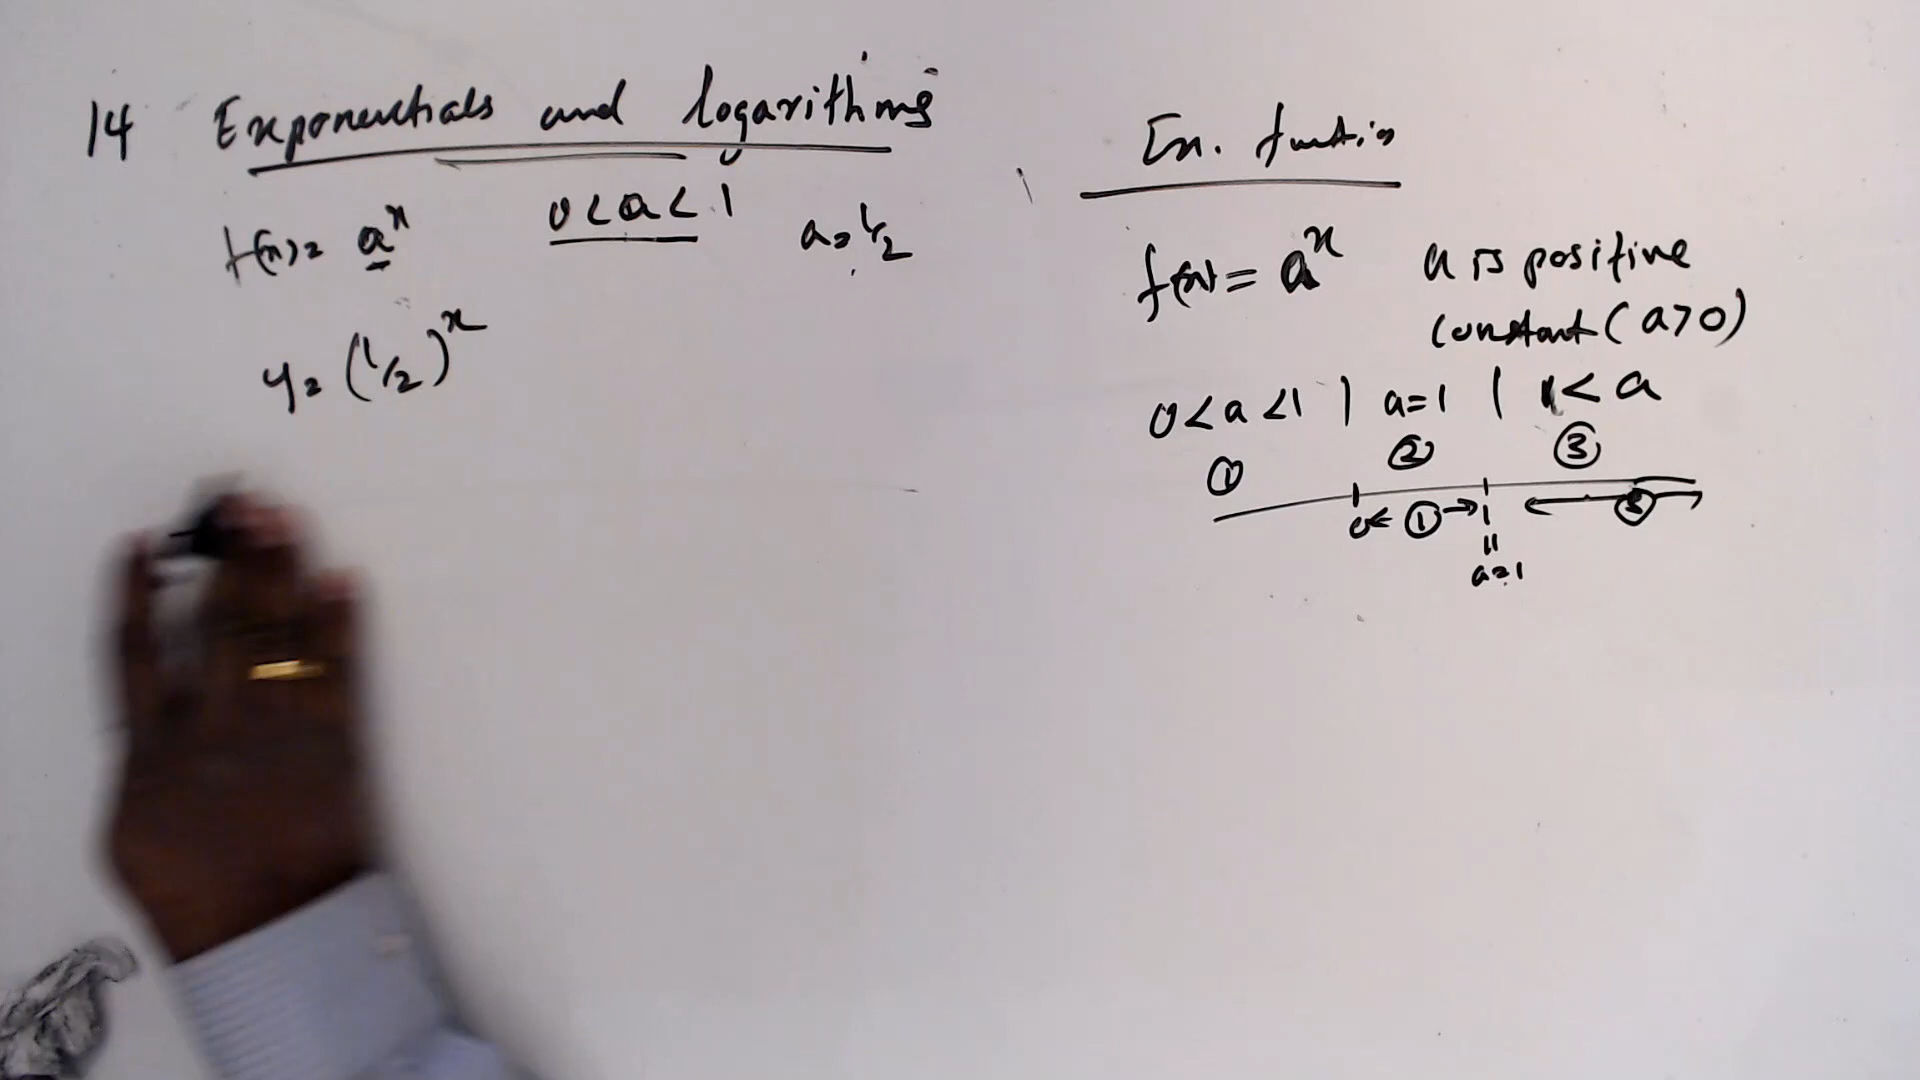 14 Exponentials and logarithms
f(x) = a^x 0 < a < 1 a = 1/2
y = (1/2)^x
Ex. function
f(x) = a^x a is positive
constant (a > 0)
0 < a < 1 | a = 1 | 1 < a
① ② ③
0 ← ① → 1 ← ③ →
||
a = 1